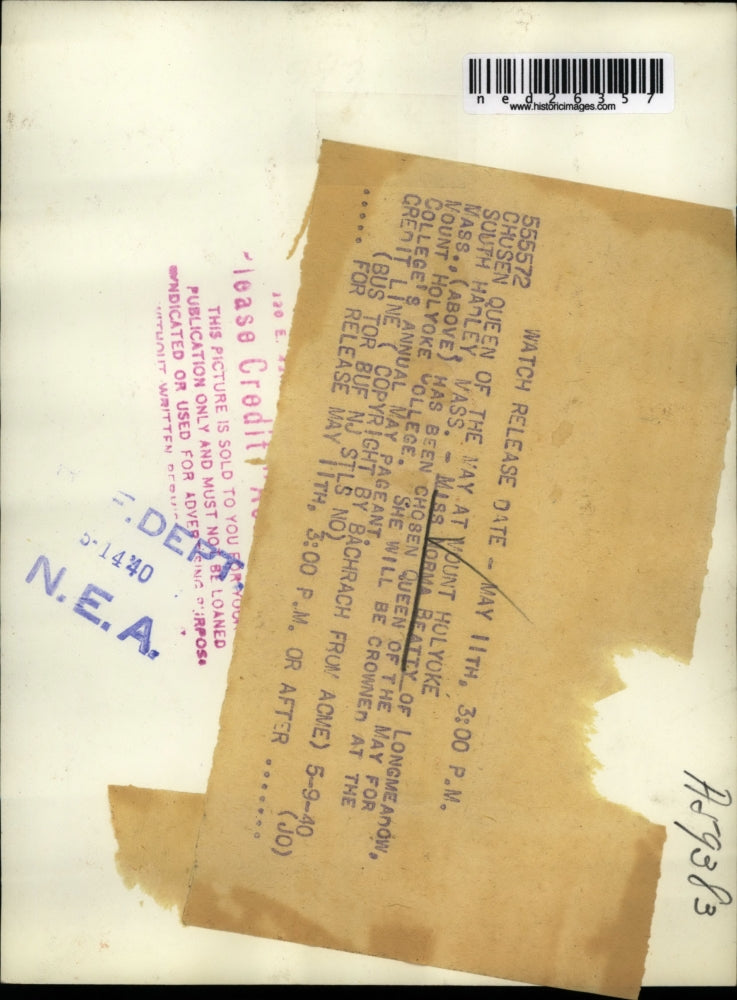 ned26357
www.historicimages.com
555572 WATCH RELEASE DATE - MAY 11TH, 3:00 P.M.
CHOSEN QUEEN OF THE MAY AT MOUNT HOLYOKE
SOUTH HADLEY, MASS. - MISS NORMA BEATTY OF LONGMEADOW,
MASS., (ABOVE) HAS BEEN CHOSEN QUEEN OF THE MAY FOR
MOUNT HOLYOKE COLLEGE. SHE WILL BE CROWNED AT THE
COLLEGE'S ANNUAL MAY PAGEANT.
CREDIT LINE ( COPYRIGHT BY BACHRACH FROM ACME) 5-9-40
(BUS TOR BUF NJ STLS NO) (JO)
..... FOR RELEASE MAY 11TH, 3:00 P.M. OR AFTER .......
Please Credit
THIS PICTURE IS SOLD TO YOU FOR YOUR
PUBLICATION ONLY AND MUST NOT BE LOANED
SYNDICATED OR USED FOR ADVERTISING PURPOSE
WITHOUT WRITTEN
DEPT.
5-14-40
N.E.A.